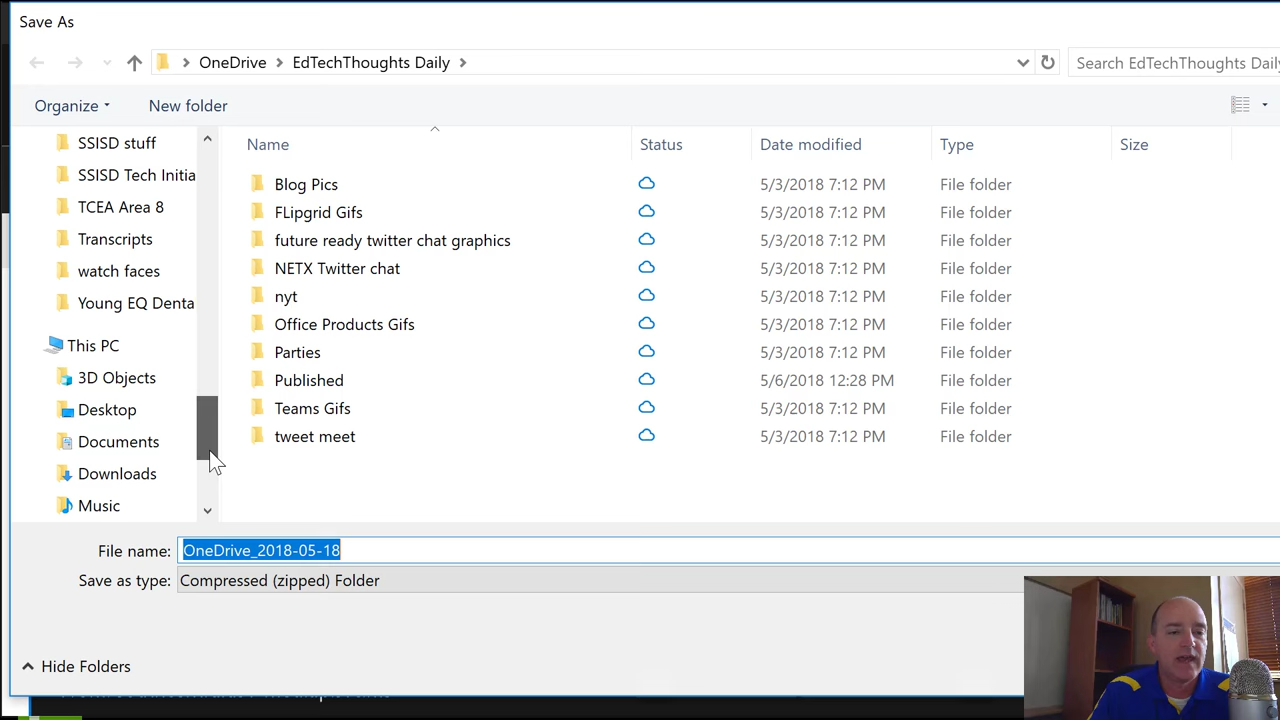 Save As
OneDrive EdTechThoughts Daily
Search EdTechThoughts Daily
Organize New folder
Name Status Date modified Type Size
SSISD stuff
SSISD Tech Initia
TCEA Area 8
Transcripts
watch faces
Young EQ Denta
This PC
3D Objects
Desktop
Documents
Downloads
Music
Blog Pics 5/3/2018 7:12 PM File folder
FLipgrid Gifs 5/3/2018 7:12 PM File folder
future ready twitter chat graphics 5/3/2018 7:12 PM File folder
NETX Twitter chat 5/3/2018 7:12 PM File folder
nyt 5/3/2018 7:12 PM File folder
Office Products Gifs 5/3/2018 7:12 PM File folder
Parties 5/3/2018 7:12 PM File folder
Published 5/6/2018 12:28 PM File folder
Teams Gifs 5/3/2018 7:12 PM File folder
tweet meet 5/3/2018 7:12 PM File folder
File name: OneDrive_2018-05-18
Save as type: Compressed (zipped) Folder
Hide Folders